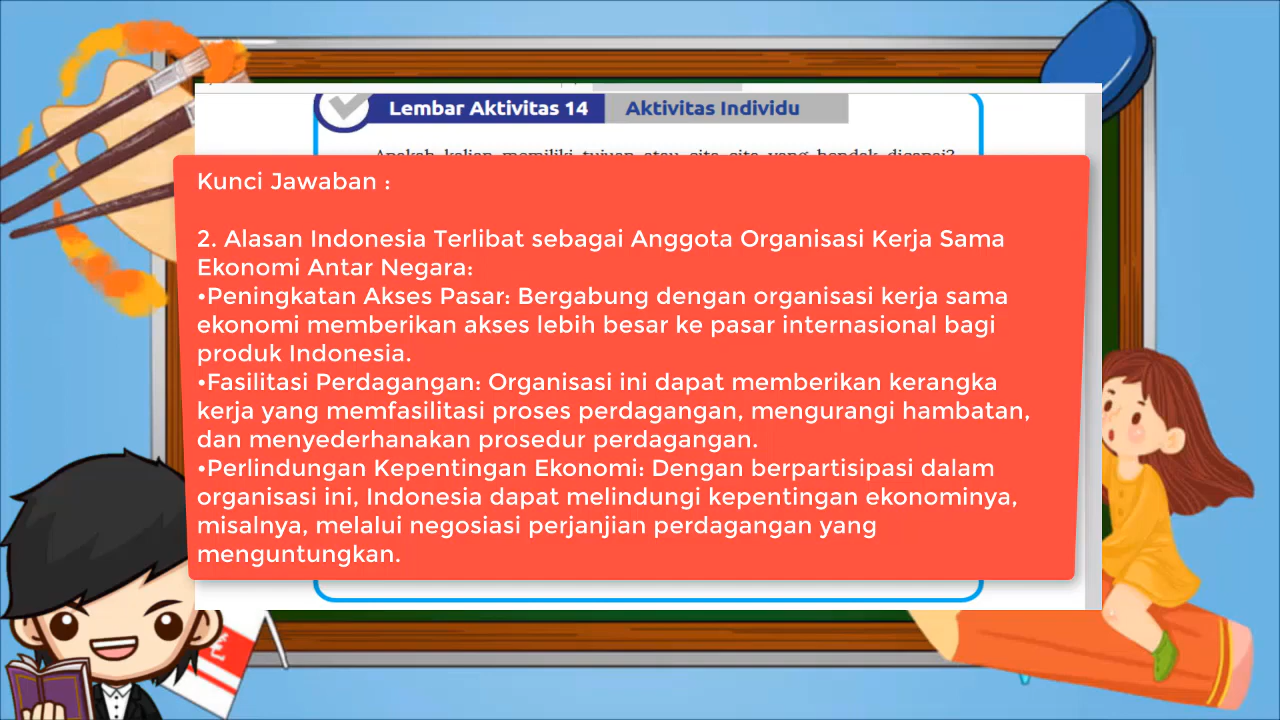 Lembar Aktivitas 14 Aktivitas Individu
Kunci Jawaban :
2. Alasan Indonesia Terlibat sebagai Anggota Organisasi Kerja Sama
Ekonomi Antar Negara:
•Peningkatan Akses Pasar: Bergabung dengan organisasi kerja sama
ekonomi memberikan akses lebih besar ke pasar internasional bagi
produk Indonesia.
•Fasilitasi Perdagangan: Organisasi ini dapat memberikan kerangka
kerja yang memfasilitasi proses perdagangan, mengurangi hambatan,
dan menyederhanakan prosedur perdagangan.
•Perlindungan Kepentingan Ekonomi: Dengan berpartisipasi dalam
organisasi ini, Indonesia dapat melindungi kepentingan ekonominya,
misalnya, melalui negosiasi perjanjian perdagangan yang
menguntungkan.